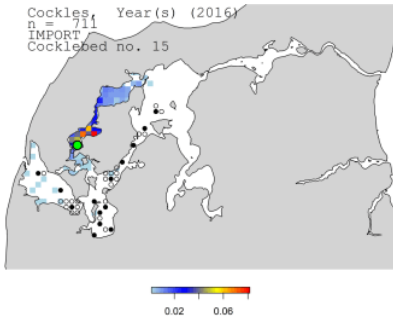 Cockles, Year(s) (2016)
n = 711
IMPORT
Cocklebed no. 15
0.02 0.06